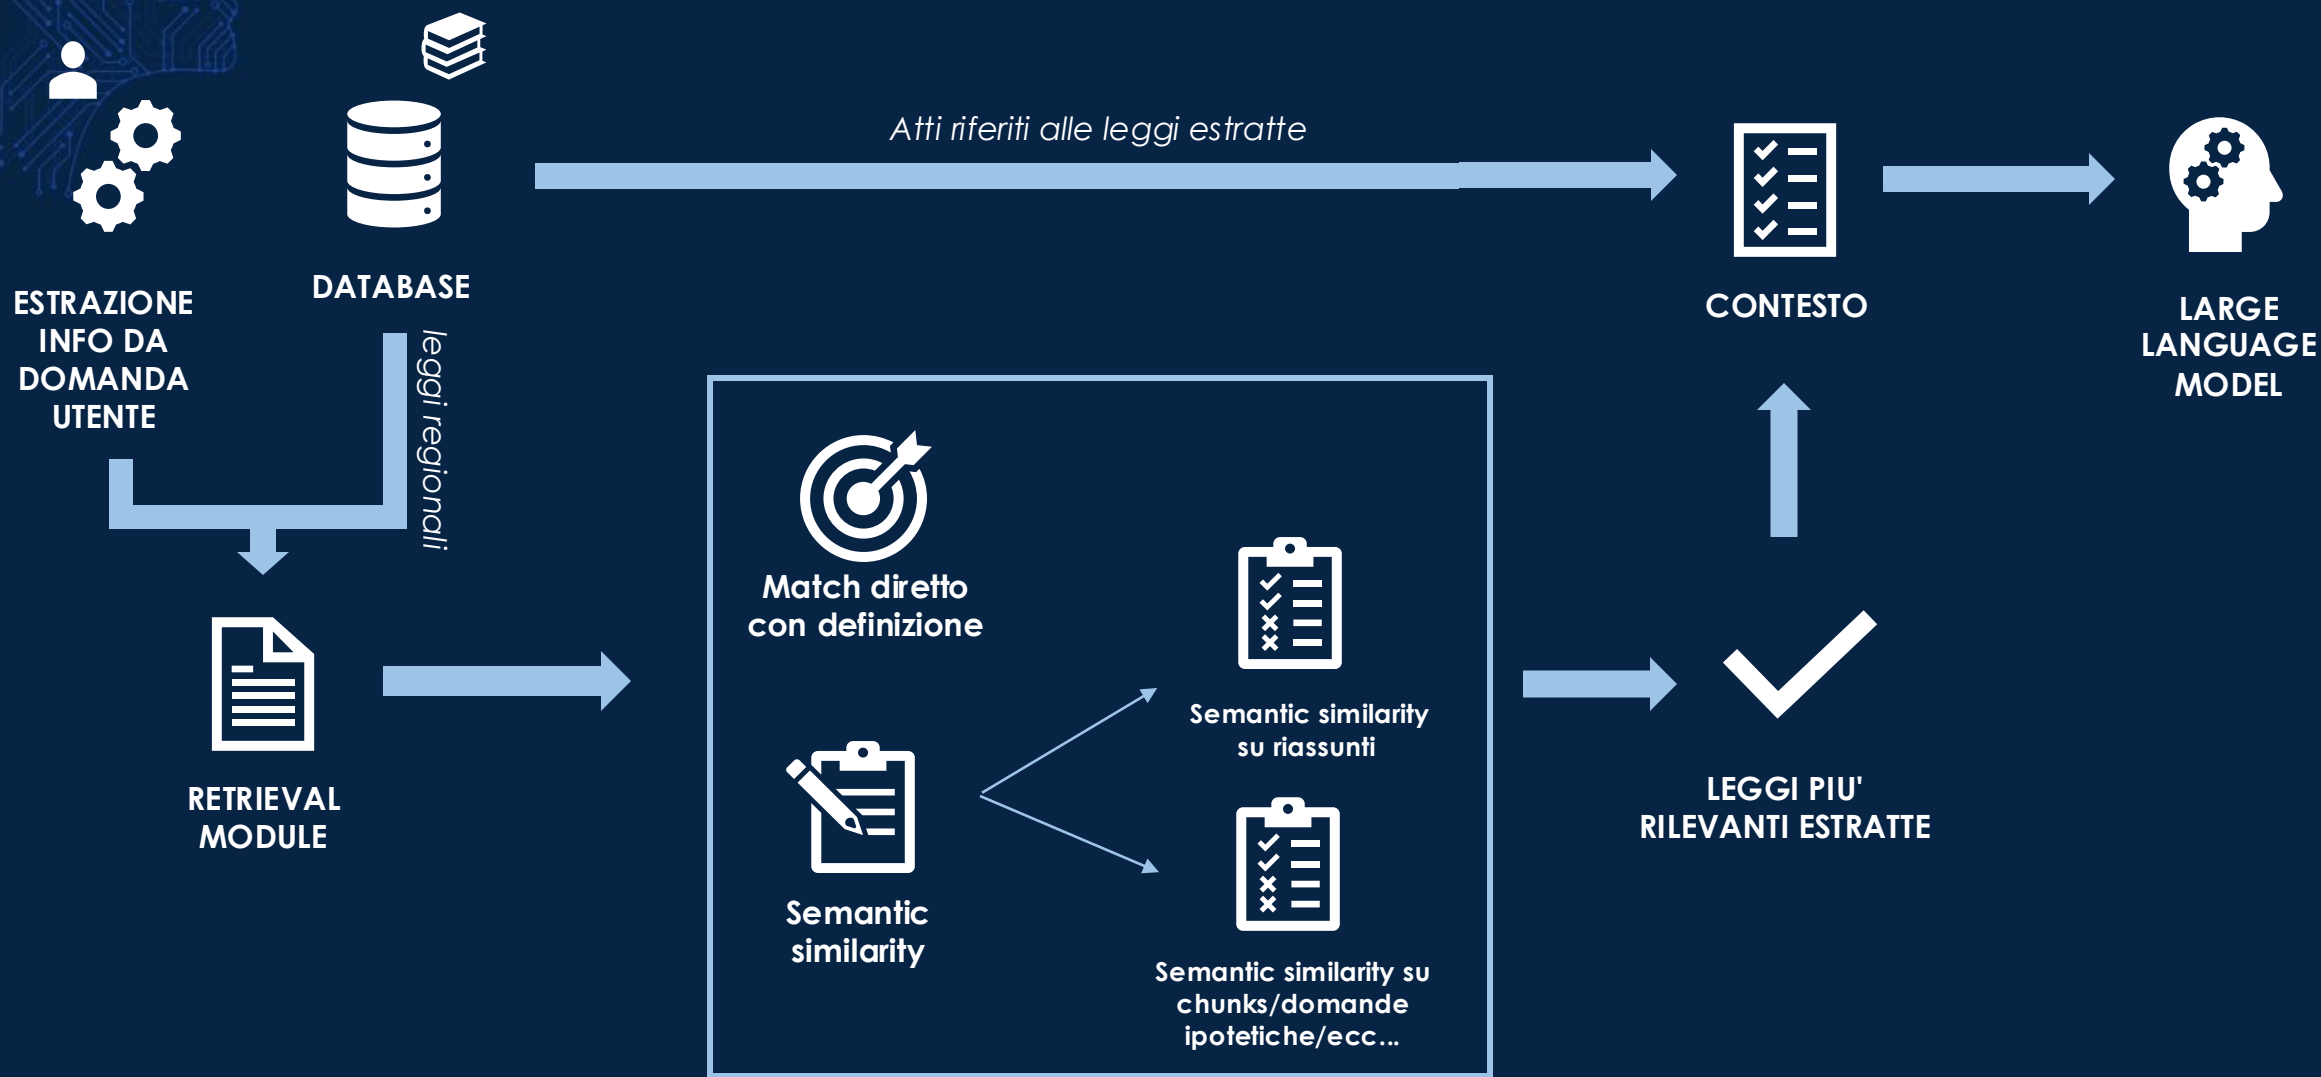 Atti riferiti alle leggi estratte
ESTRAZIONE
INFO DA
DOMANDA
UTENTE
DATABASE
leggi regionali
CONTESTO
LARGE
LANGUAGE
MODEL
RETRIEVAL
MODULE
Match diretto
con definizione
Semantic
similarity
Semantic similarity
su riassunti
Semantic similarity su
chunks/domande
ipotetiche/ecc...
LEGGI PIU'
RILEVANTI ESTRATTE